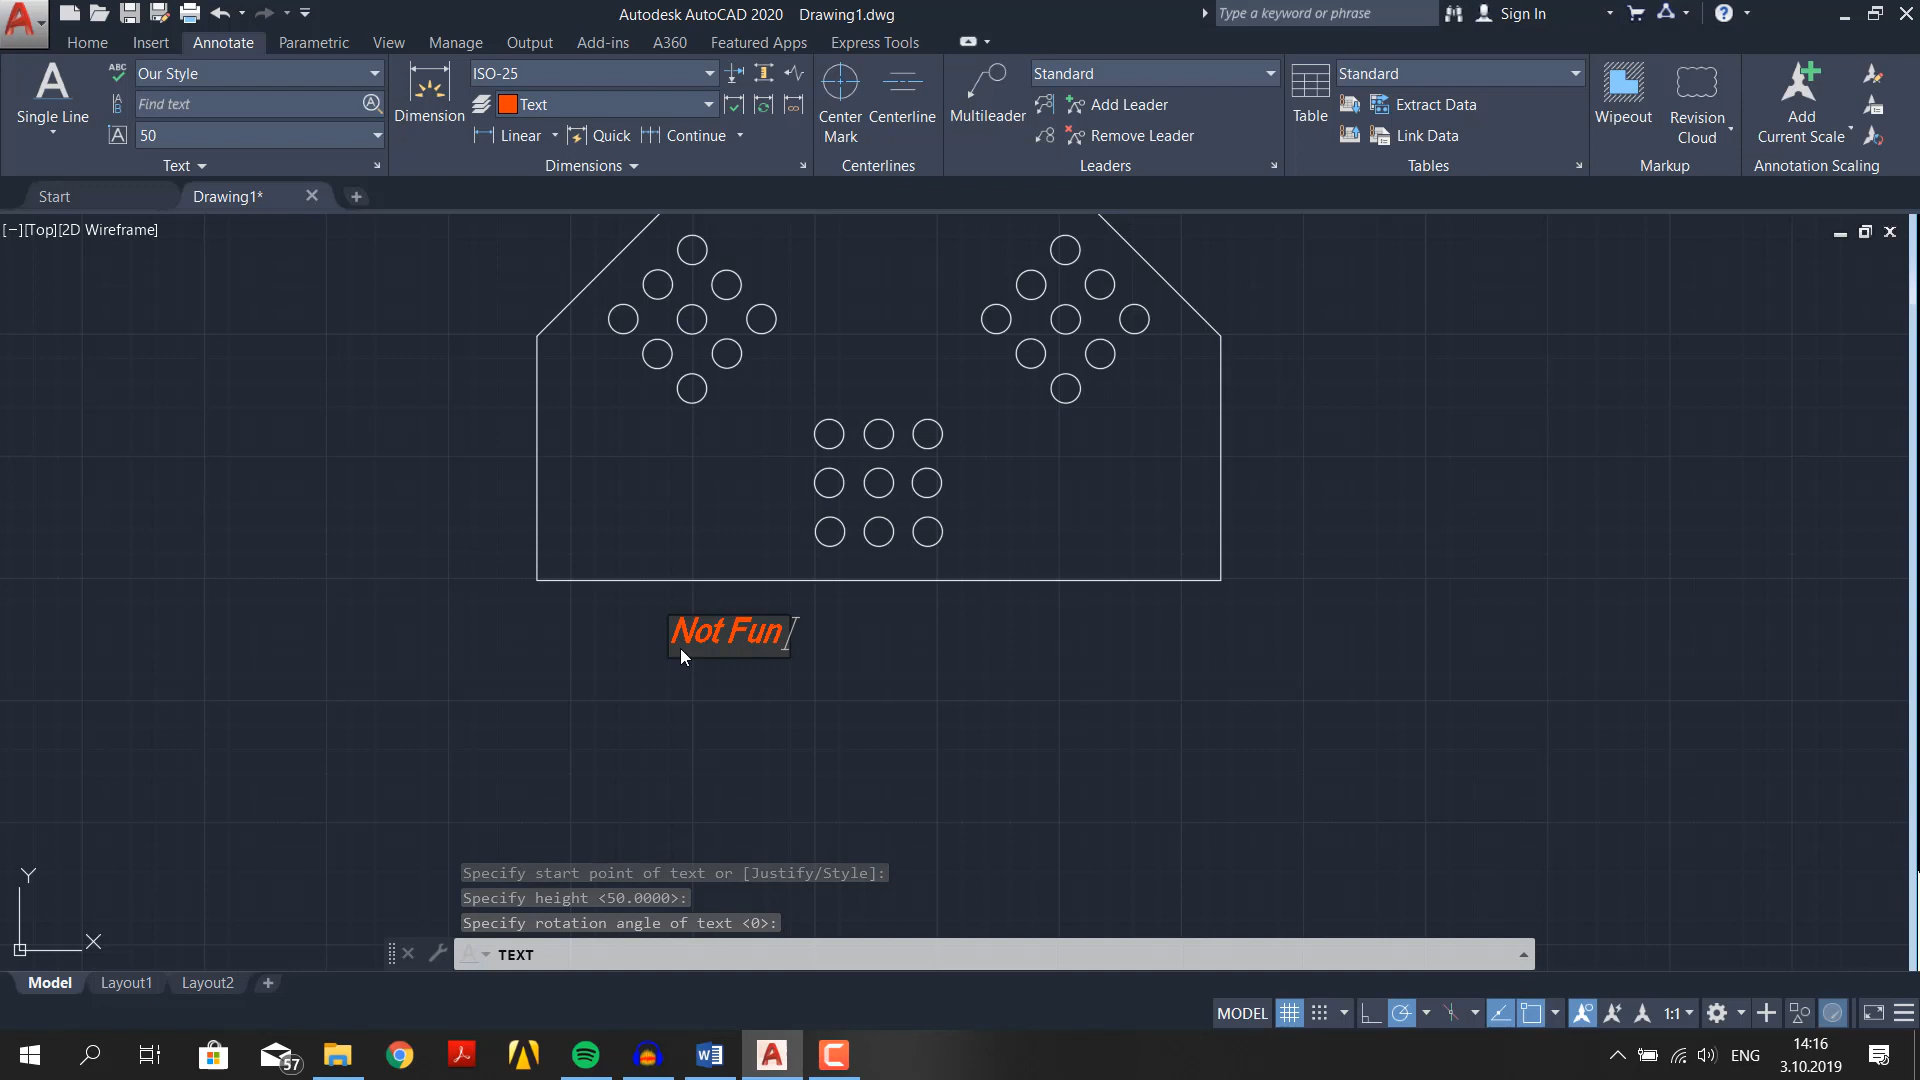 Autodesk AutoCAD 2020 Drawing1.dwg
Type a keyword or phrase
Sign In
Home Insert Annotate Parametric View Manage Output Add-ins A360 Featured Apps Express Tools
Single Line
ABC
Our Style
Find text
50
Text
Dimension
ISO-25
Text
Linear Quick Continue
Dimensions
Center Mark
Centerline
Centerlines
Multileader
Standard
Add Leader
Remove Leader
Leaders
Table
Standard
Extract Data
Link Data
Tables
Wipeout
Revision Cloud
Markup
Add Current Scale
Annotation Scaling
Start
Drawing1*
[−][Top][2D Wireframe]
Not Fun
Y
X
Specify start point of text or [Justify/Style]:
Specify height <50.0000>:
Specify rotation angle of text <0>:
TEXT
Model Layout1 Layout2
MODEL
1:1
57
ENG
14:16
3.10.2019